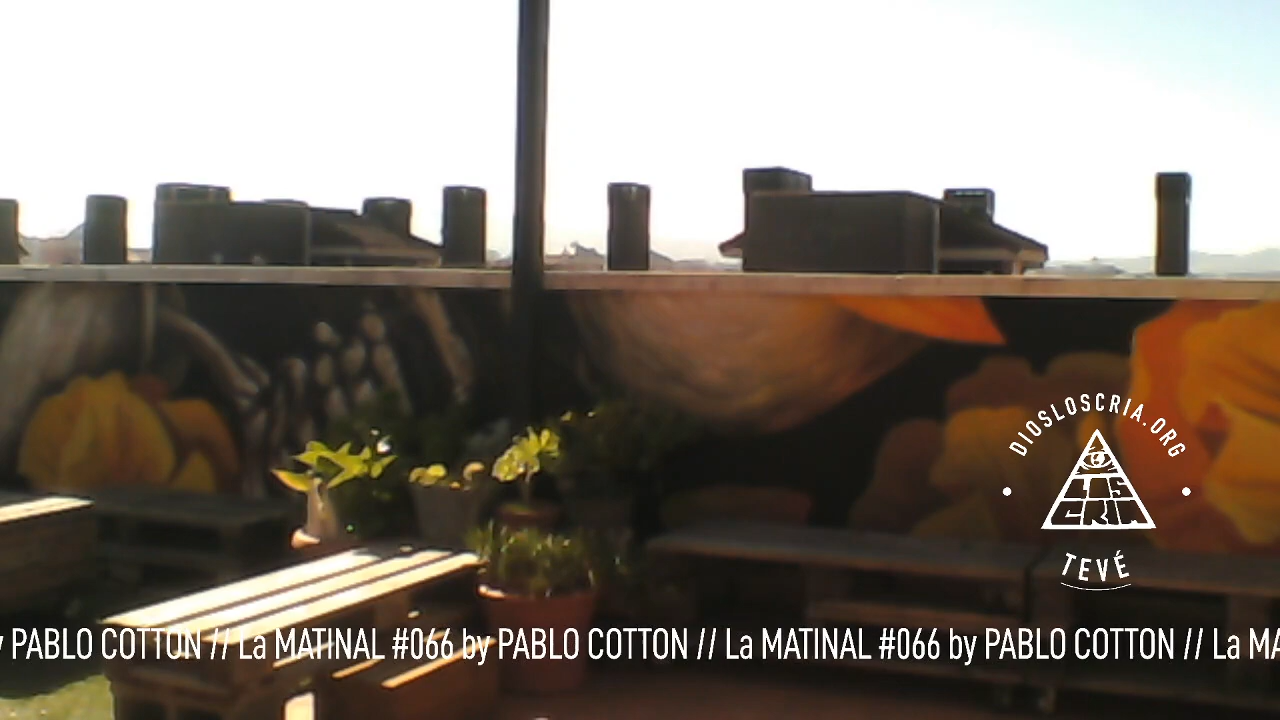 DIOSLOSCRIA.ORG
LOS
CRIA
TEVÉ
y PABLO COTTON // La MATINAL #066 by PABLO COTTON // La MATINAL #066 by PABLO COTTON // La MA